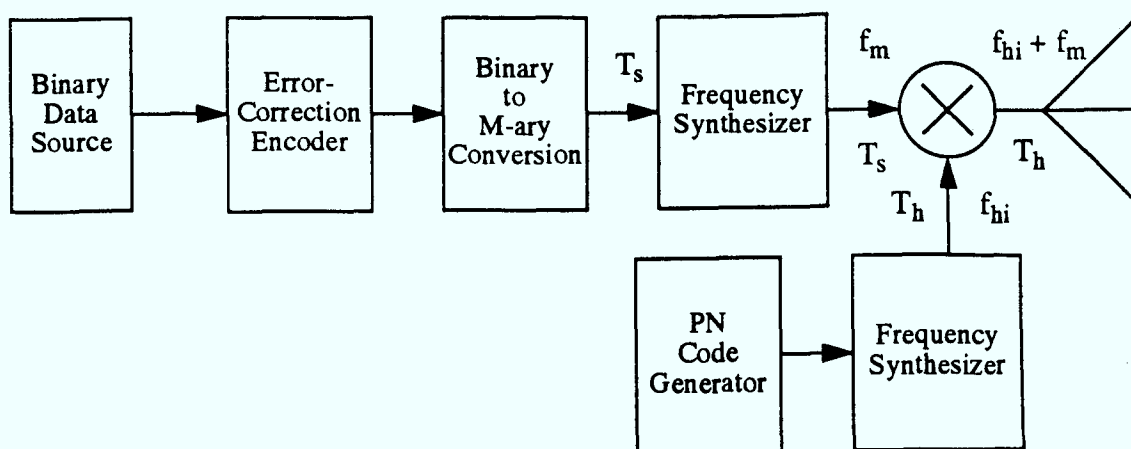 Binary
Data
Source
Error-
Correction
Encoder
Binary
to
M-ary
Conversion
T_s
Frequency
Synthesizer
f_m
T_s
f_hi + f_m
T_h
T_h
f_hi
PN
Code
Generator
Frequency
Synthesizer